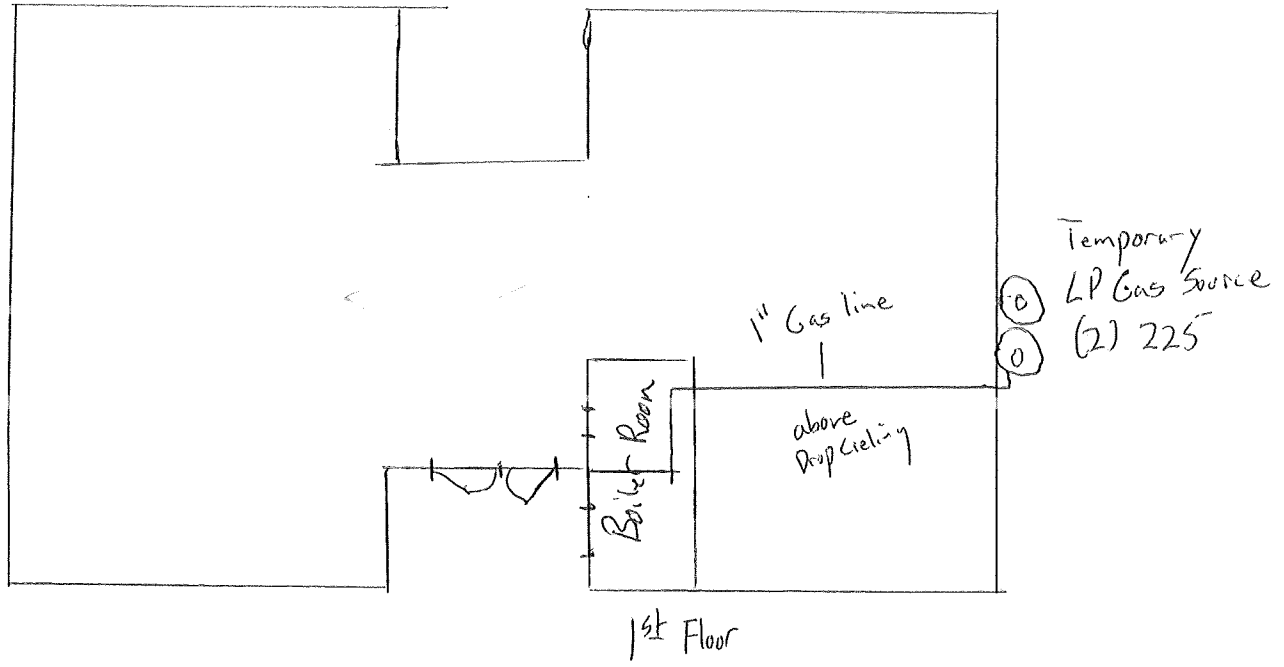 Temporary
LP Gas Source
(2) 225
1" Gas line
above
Drop Cieling
Boiler Room
1st Floor